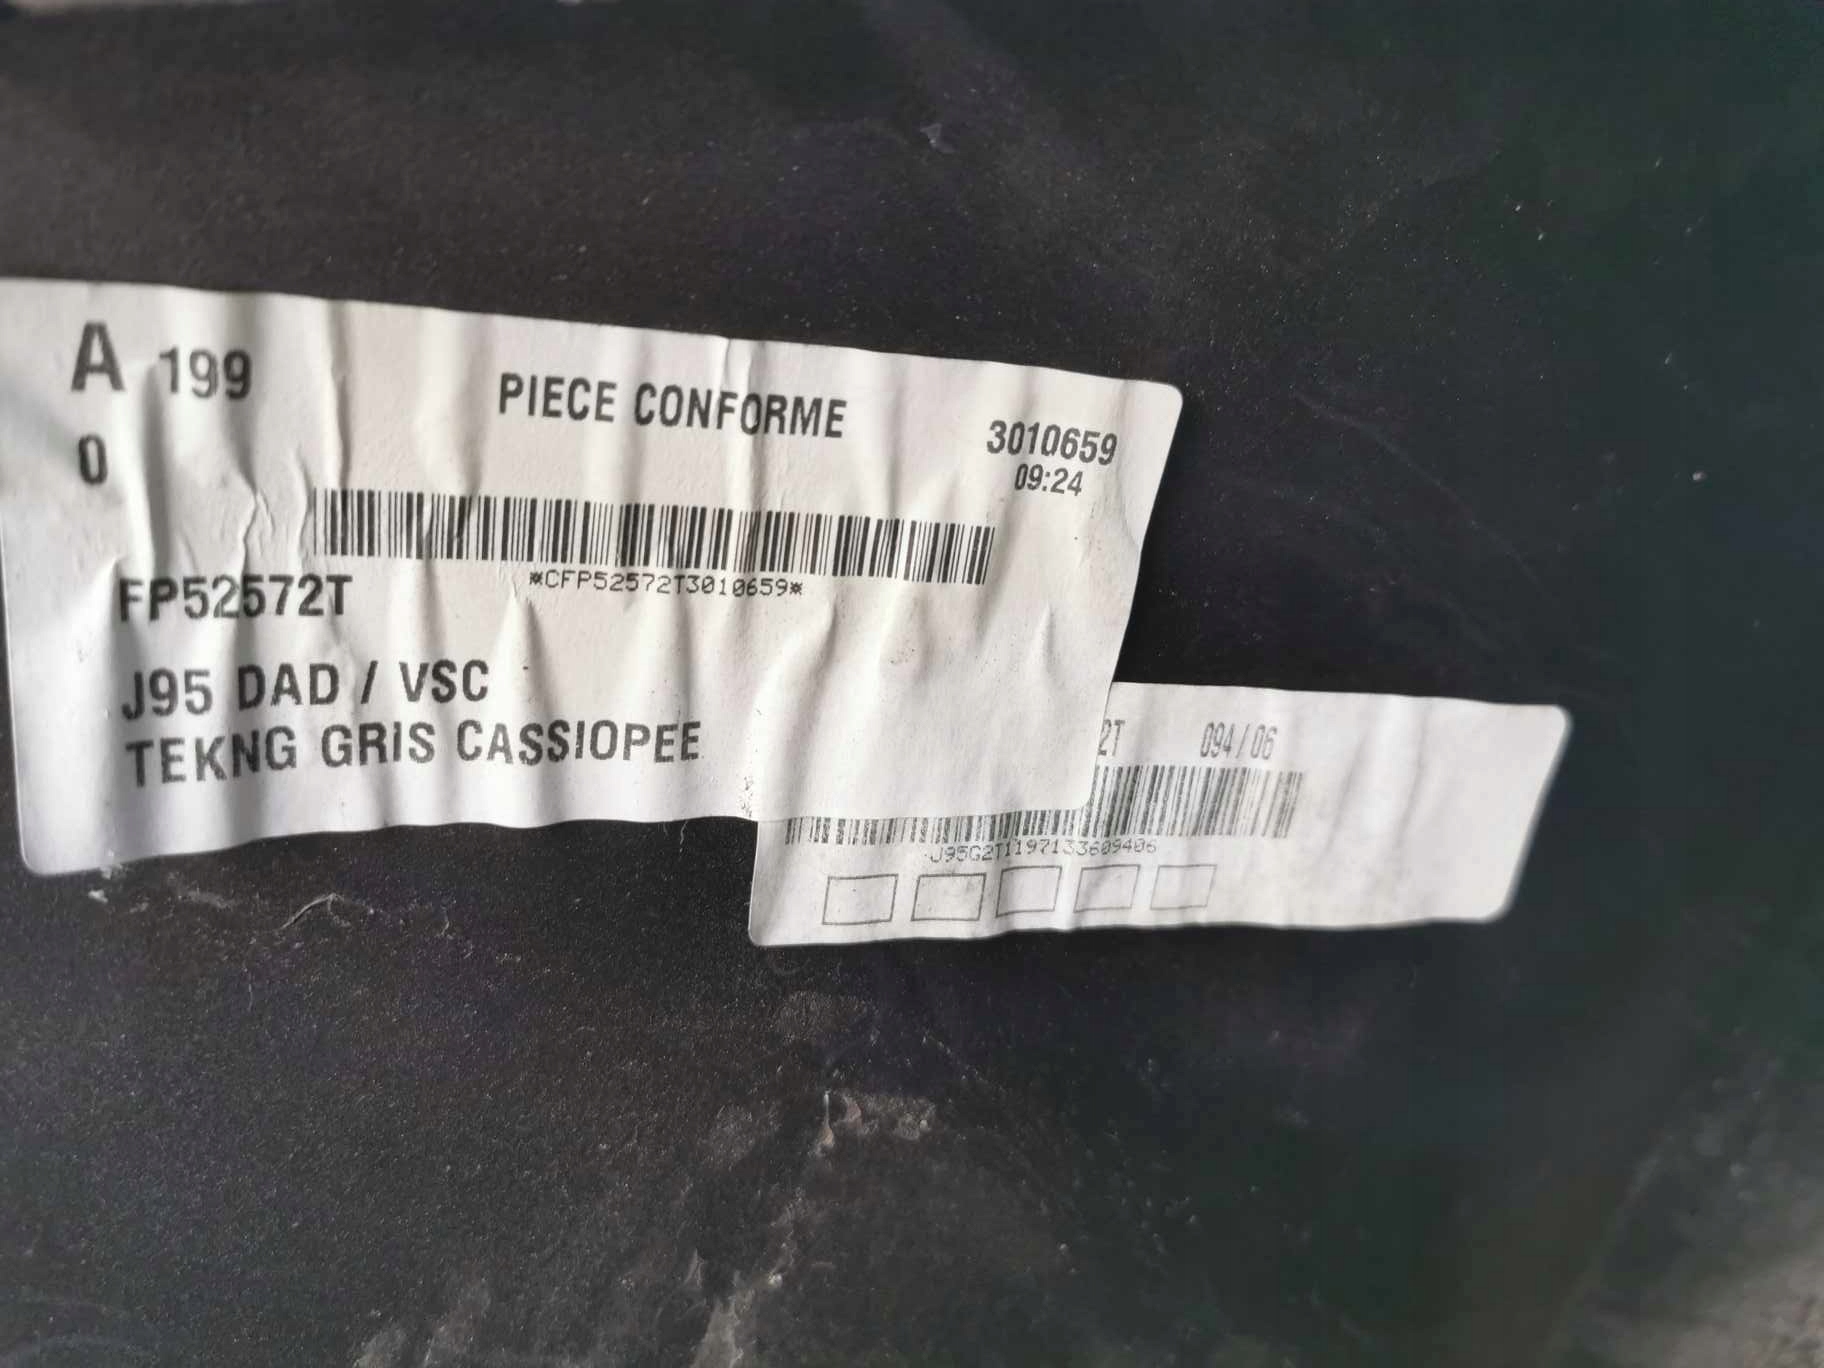 A 199
PIECE CONFORME
3010659
0
09:24
*CFP52572T3010659*
FP52572T
J95 DAD / VSC
TEKNG GRIS CASSIOPEE
2T 094/06
J95G2T1197133609406